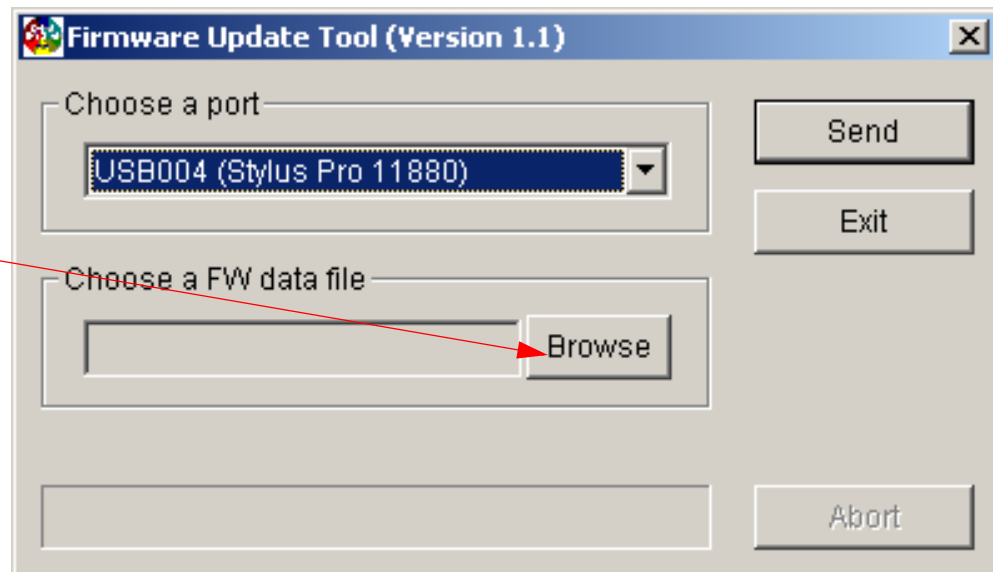 Firmware Update Tool (Version 1.1)
Choose a port
USB004 (Stylus Pro 11880)
Send
Exit
Choose a FW data file
Browse
Abort